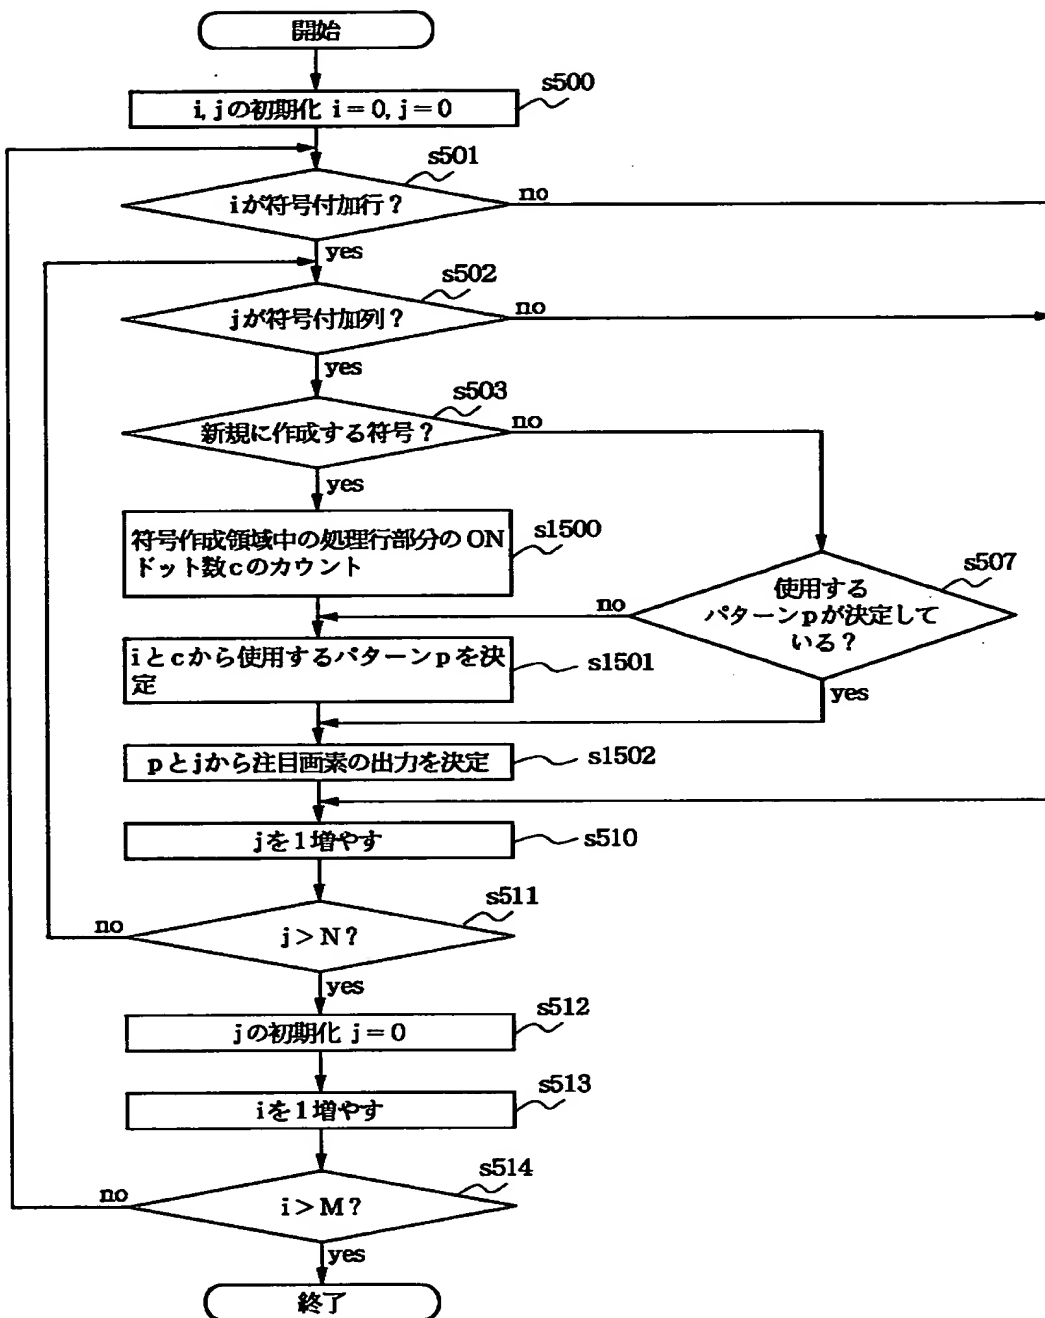 開始
s500
i, jの初期化 i = 0, j = 0
s501
iが符号付加行？
no
yes
s502
jが符号付加列？
no
yes
s503
新規に作成する符号？
no
yes
符号作成領域中の処理行部分のON
ドット数cのカウント
s1500
s507
使用する
パターンpが決定して
いる？
no
yes
iとcから使用するパターンpを決
定
s1501
pとjから注目画素の出力を決定
s1502
jを1増やす
s510
s511
j > N ?
no
yes
jの初期化 j = 0
s512
iを1増やす
s513
s514
i > M ?
no
yes
終了